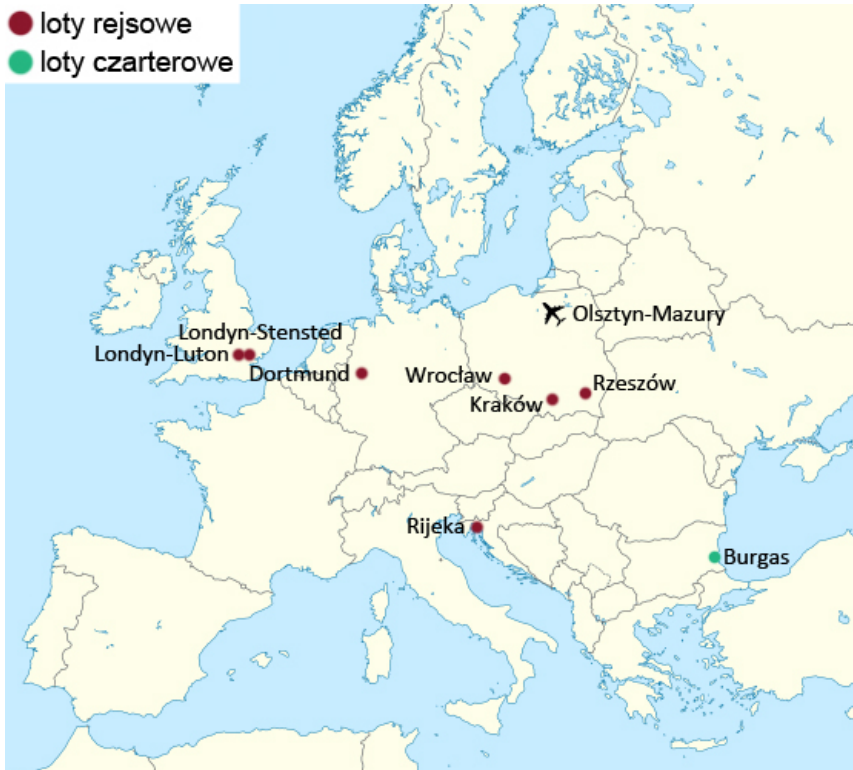 loty rejsowe
loty czarterowe
Olsztyn-Mazury
Londyn-Stensted
Londyn-Luton
Dortmund
Wrocław
Rzeszów
Kraków
Rijeka
Burgas